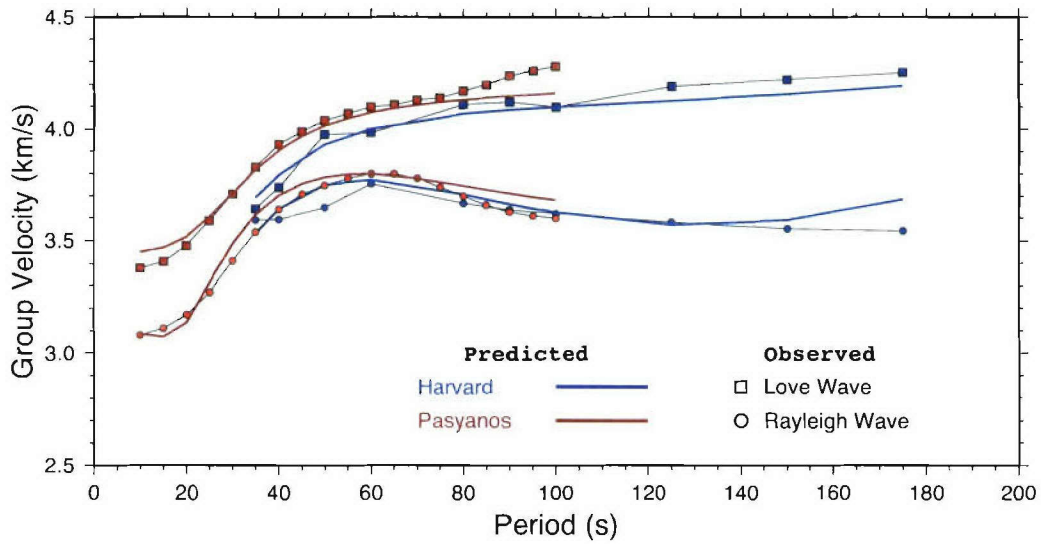 4.5
4.0
3.5
3.0
2.5
Group Velocity (km/s)
Predicted Observed
Harvard Love Wave
Pasyanos Rayleigh Wave
0 20 40 60 80 100 120 140 160 180 200
Period (s)